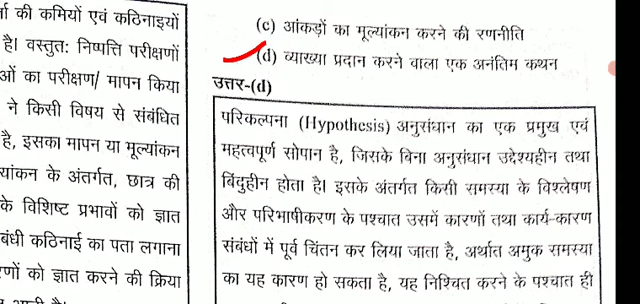 की कमियों एवं कठिनाइयों
है। वस्तुत: निष्पत्ति परीक्षणों
ओं का परीक्षण/ मापन किया
ने किसी विषय से संबंधित
है, इसका मापन या मूल्यांकन
यांकन के अंतर्गत, छात्र की
के विशिष्ट प्रभावों को ज्ञात
बंधी कठिनाई का पता लगाना
णों को ज्ञात करने की क्रिया
(c) आंकड़ों का मूल्यांकन करने की रणनीति
(d) व्याख्या प्रदान करने वाला एक अनंतिम कथन
उत्तर-(d)
परिकल्पना (Hypothesis) अनुसंधान का एक प्रमुख एवं
महत्वपूर्ण सोपान है, जिसके बिना अनुसंधान उद्देश्यहीन तथा
बिंदुहीन होता है। इसके अंतर्गत किसी समस्या के विश्लेषण
और परिभाषीकरण के पश्चात उसमें कारणों तथा कार्य-कारण
संबंधों में पूर्व चिंतन कर लिया जाता है, अर्थात अमुक समस्या
का यह कारण हो सकता है, यह निश्चित करने के पश्चात ही